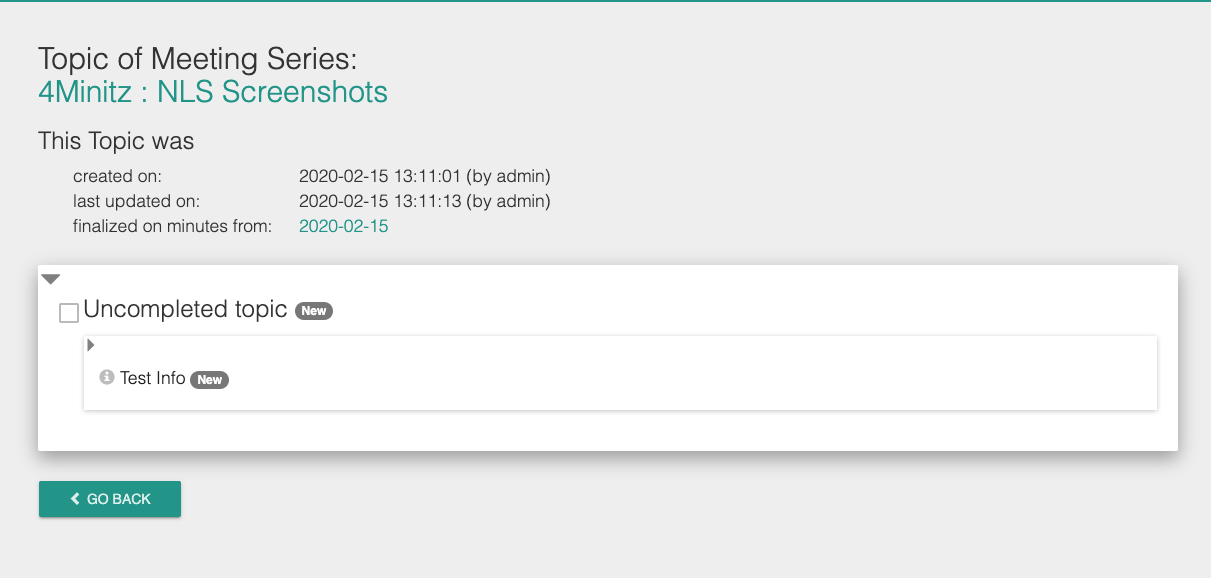 Topic of Meeting Series:
4Minitz : NLS Screenshots
This Topic was
created on: 2020-02-15 13:11:01 (by admin)
last updated on: 2020-02-15 13:11:13 (by admin)
finalized on minutes from: 2020-02-15
Uncompleted topic New
Test Info New
GO BACK